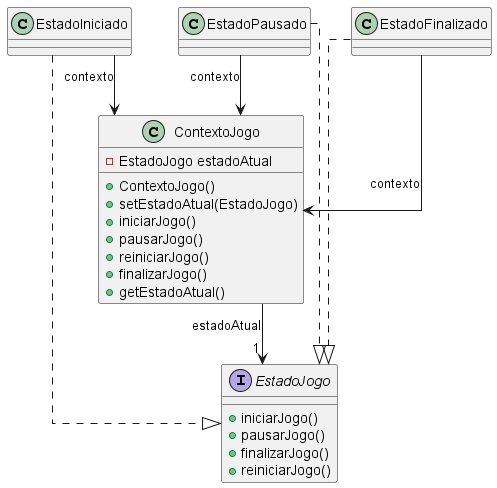 C EstadoIniciado
C EstadoPausado
C EstadoFinalizado
contexto
contexto
contexto
C ContextoJogo
EstadoJogo estadoAtual
ContextoJogo()
setEstadoAtual(EstadoJogo)
iniciarJogo()
pausarJogo()
reiniciarJogo()
finalizarJogo()
getEstadoAtual()
estadoAtual
1
I EstadoJogo
iniciarJogo()
pausarJogo()
finalizarJogo()
reiniciarJogo()